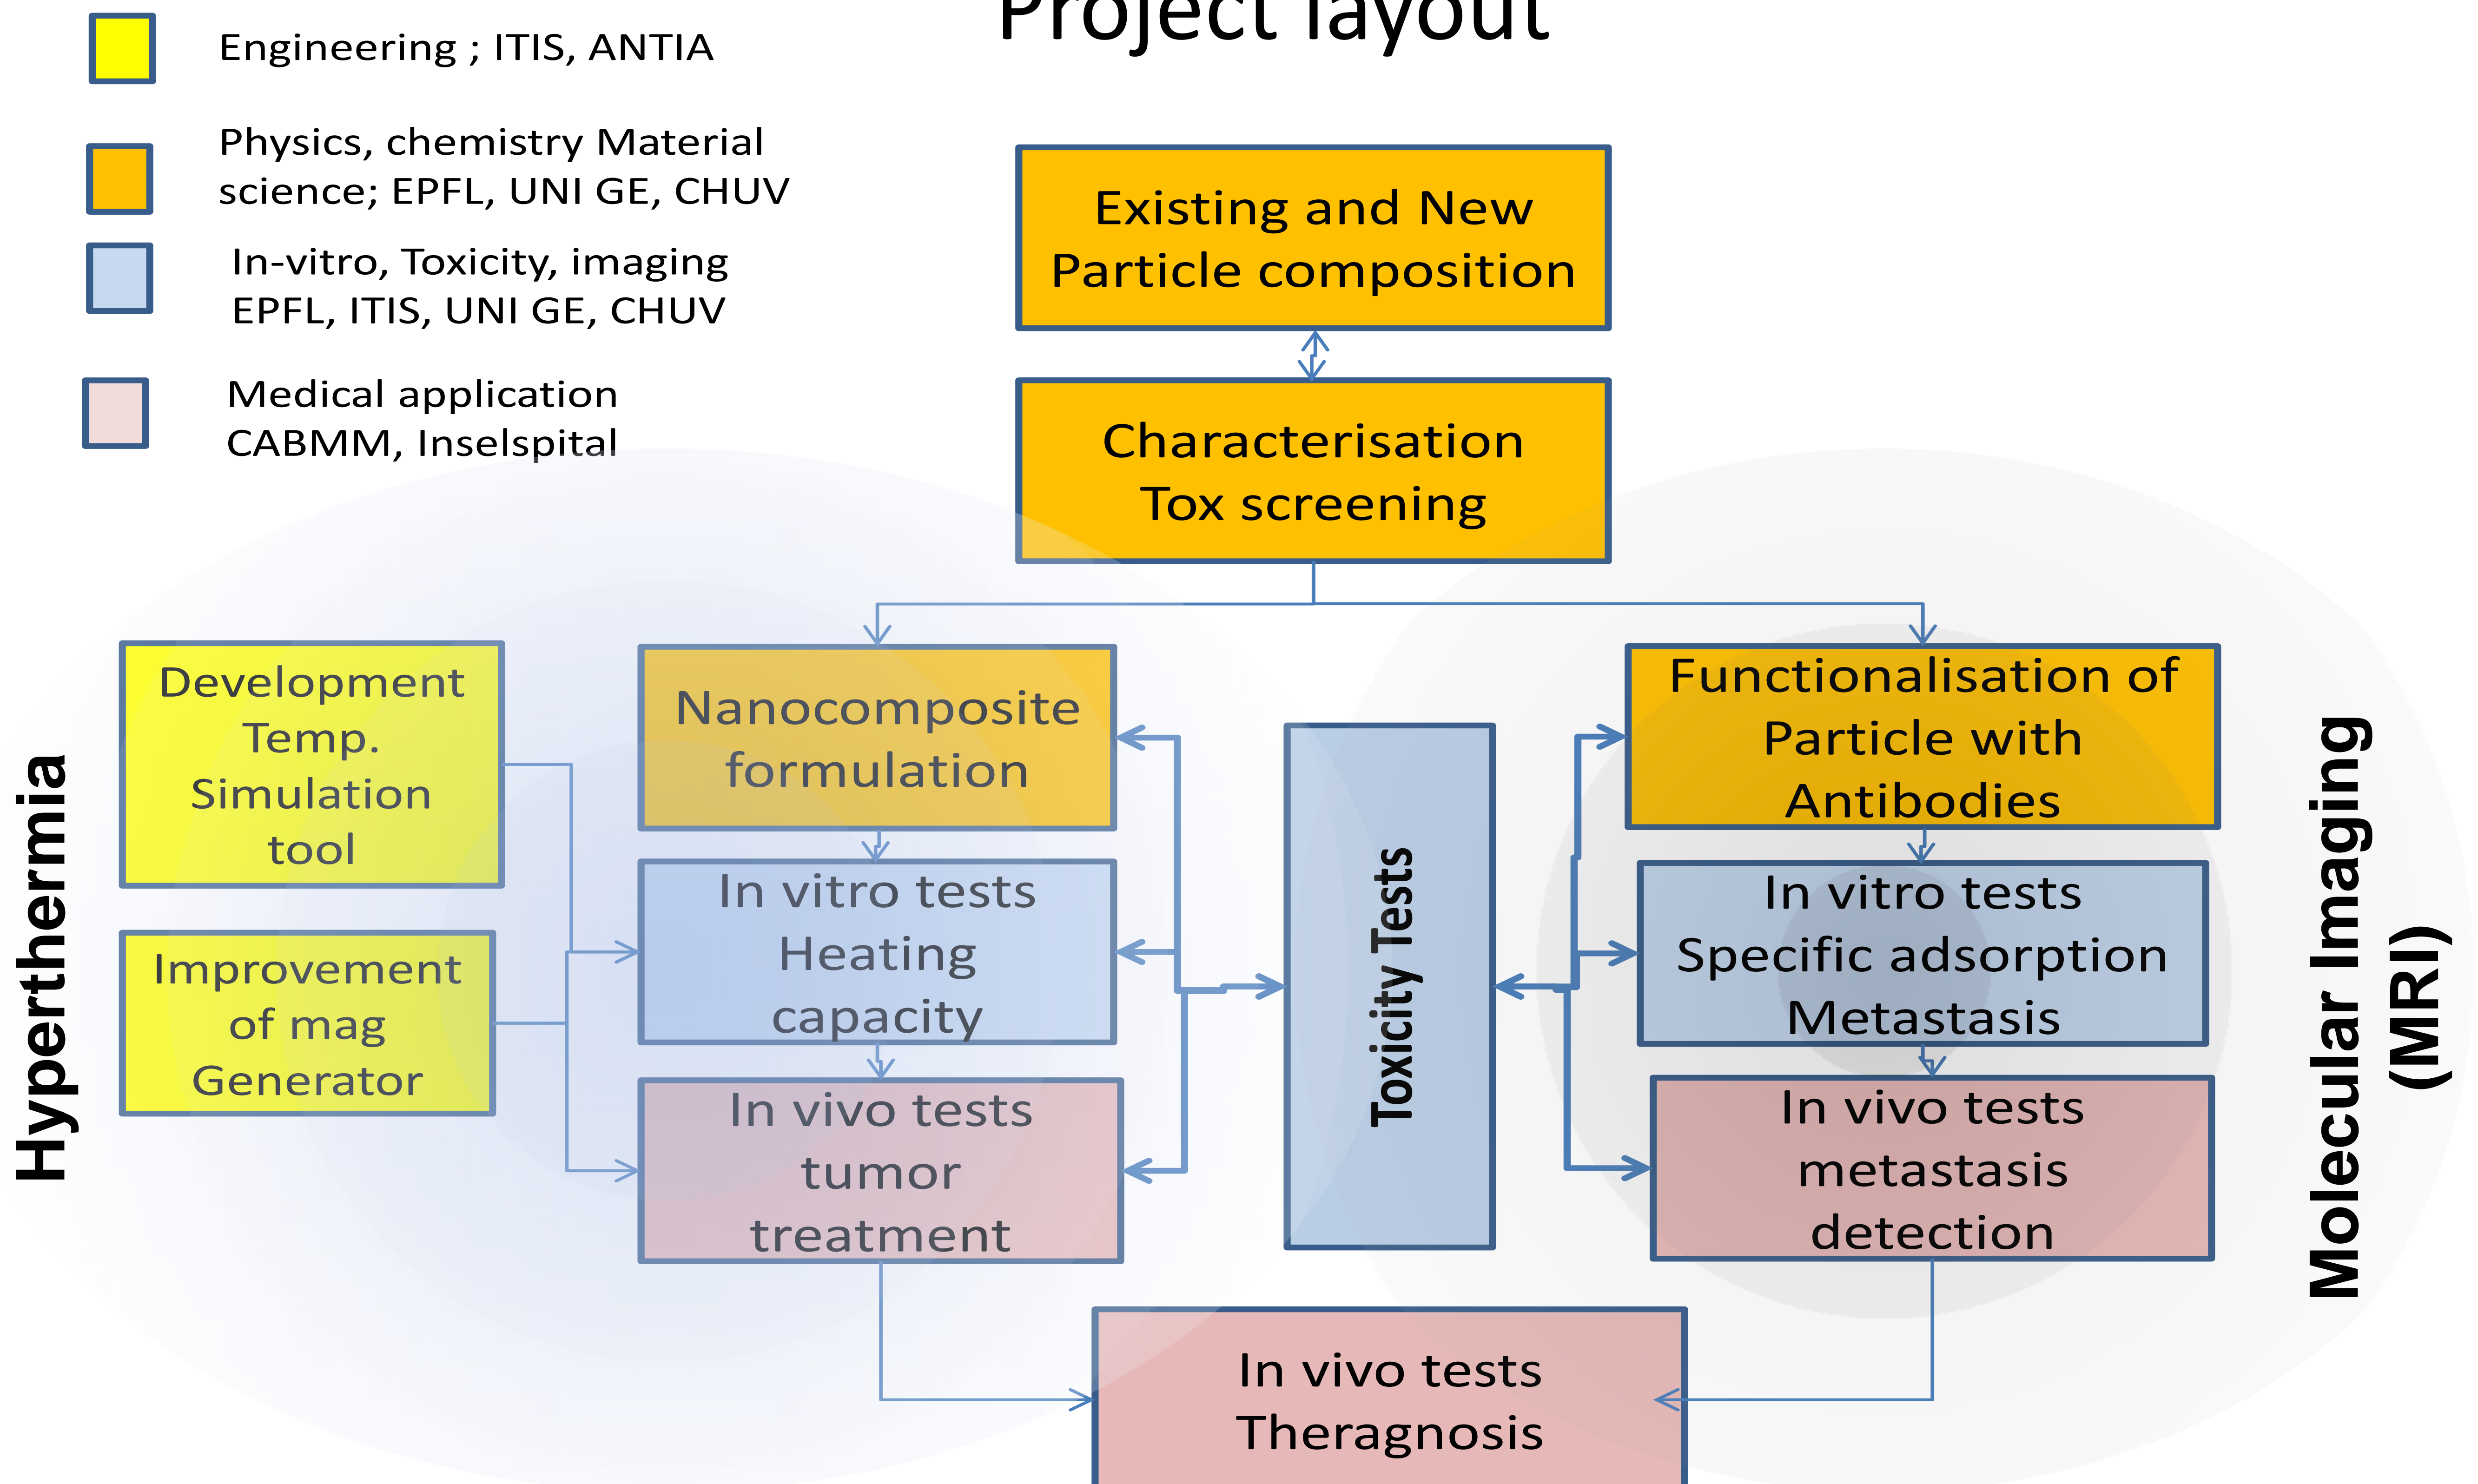 Project layout
Engineering ; ITIS, ANTIA
Physics, chemistry Material
science; EPFL, UNI GE, CHUV
In-vitro, Toxicity, imaging
EPFL, ITIS, UNI GE, CHUV
Medical application
CABMM, Inselspital
Existing and New
Particle composition
Characterisation
Tox screening
Hyperthermia
Development
Temp.
Simulation
tool
Improvement
of mag
Generator
Nanocomposite
formulation
In vitro tests
Heating
capacity
In vivo tests
tumor
treatment
Toxicity Tests
Functionalisation of
Particle with
Antibodies
In vitro tests
Specific adsorption
Metastasis
In vivo tests
metastasis
detection
Molecular Imaging
(MRI)
In vivo tests
Theragnosis